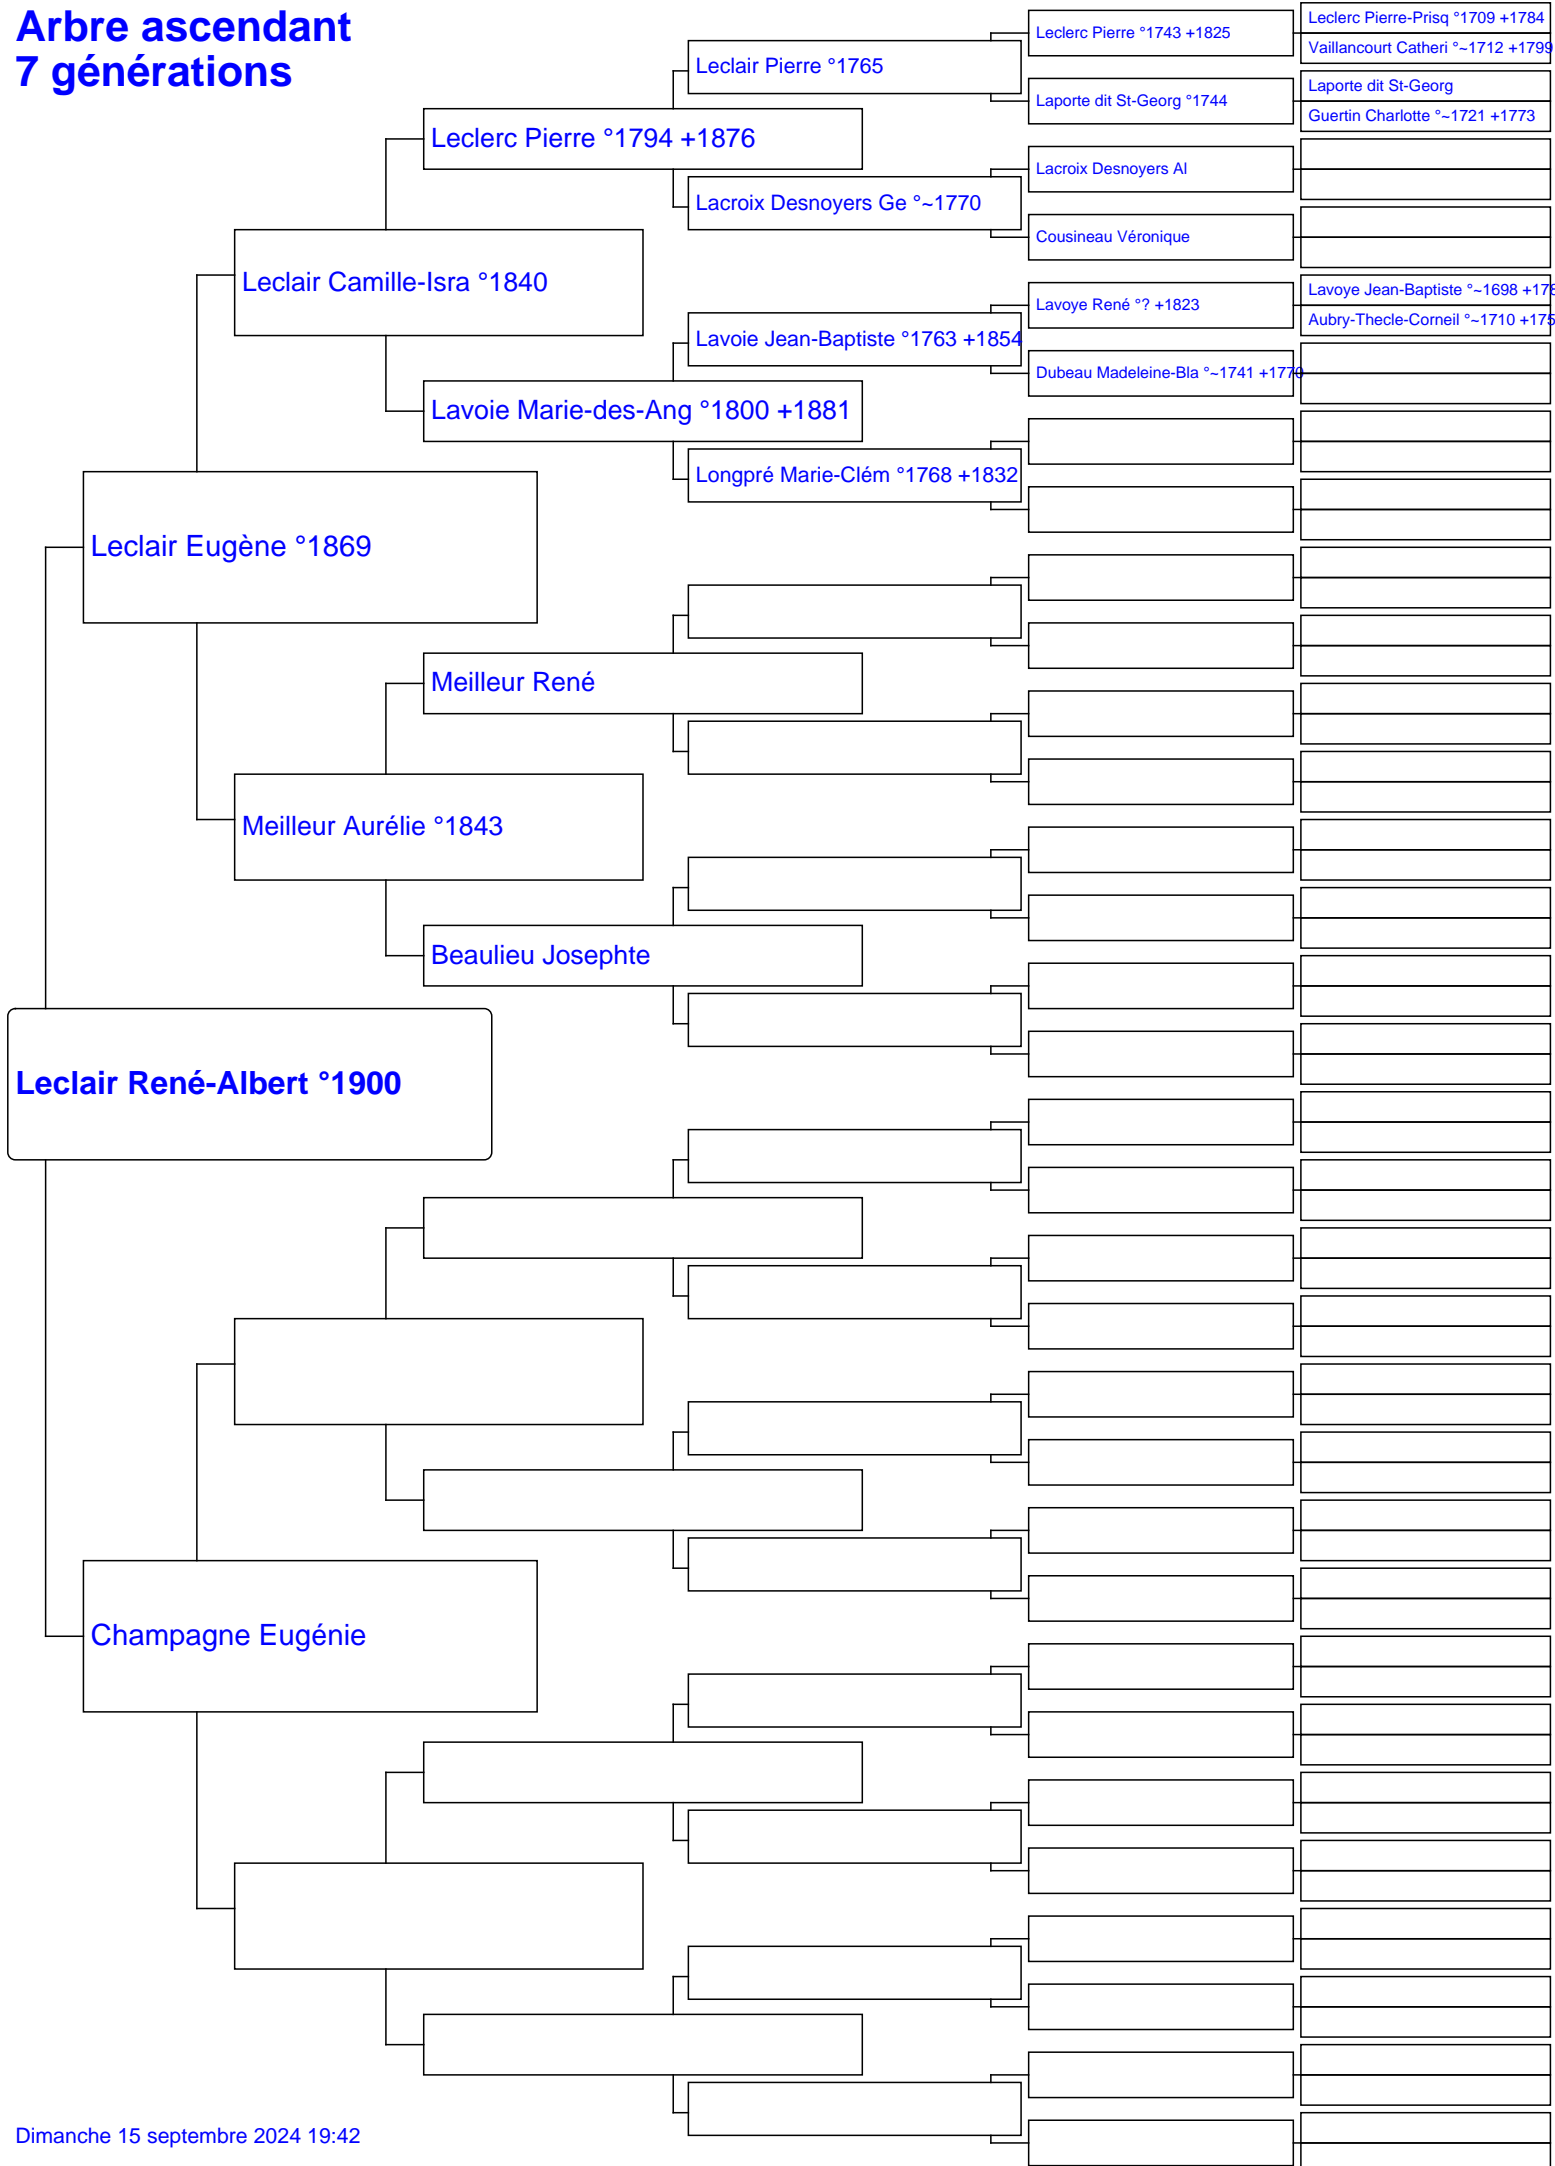 Arbre ascendant
7 générations
Leclerc Pierre-Prisq °1709 +1784
Leclerc Pierre °1743 +1825
Vaillancourt Catheri °~1712 +1799
Leclair Pierre °1765
Laporte dit St-Georg
Laporte dit St-Georg °1744
Guertin Charlotte °~1721 +1773
Leclerc Pierre °1794 +1876
Lacroix Desnoyers Al
Lacroix Desnoyers Ge °~1770
Cousineau Véronique
Leclair Camille-Isra °1840
Lavoye Jean-Baptiste °~1698 +178
Lavoye René °? +1823
Aubry-Thecle-Corneil °~1710 +175
Lavoie Jean-Baptiste °1763 +1854
Dubeau Madeleine-Bla °~1741 +1770
Lavoie Marie-des-Ang °1800 +1881
Longpré Marie-Clém °1768 +1832
Leclair Eugène °1869
Meilleur René
Meilleur Aurélie °1843
Beaulieu Josephte
Leclair René-Albert °1900
Champagne Eugénie
Dimanche 15 septembre 2024 19:42